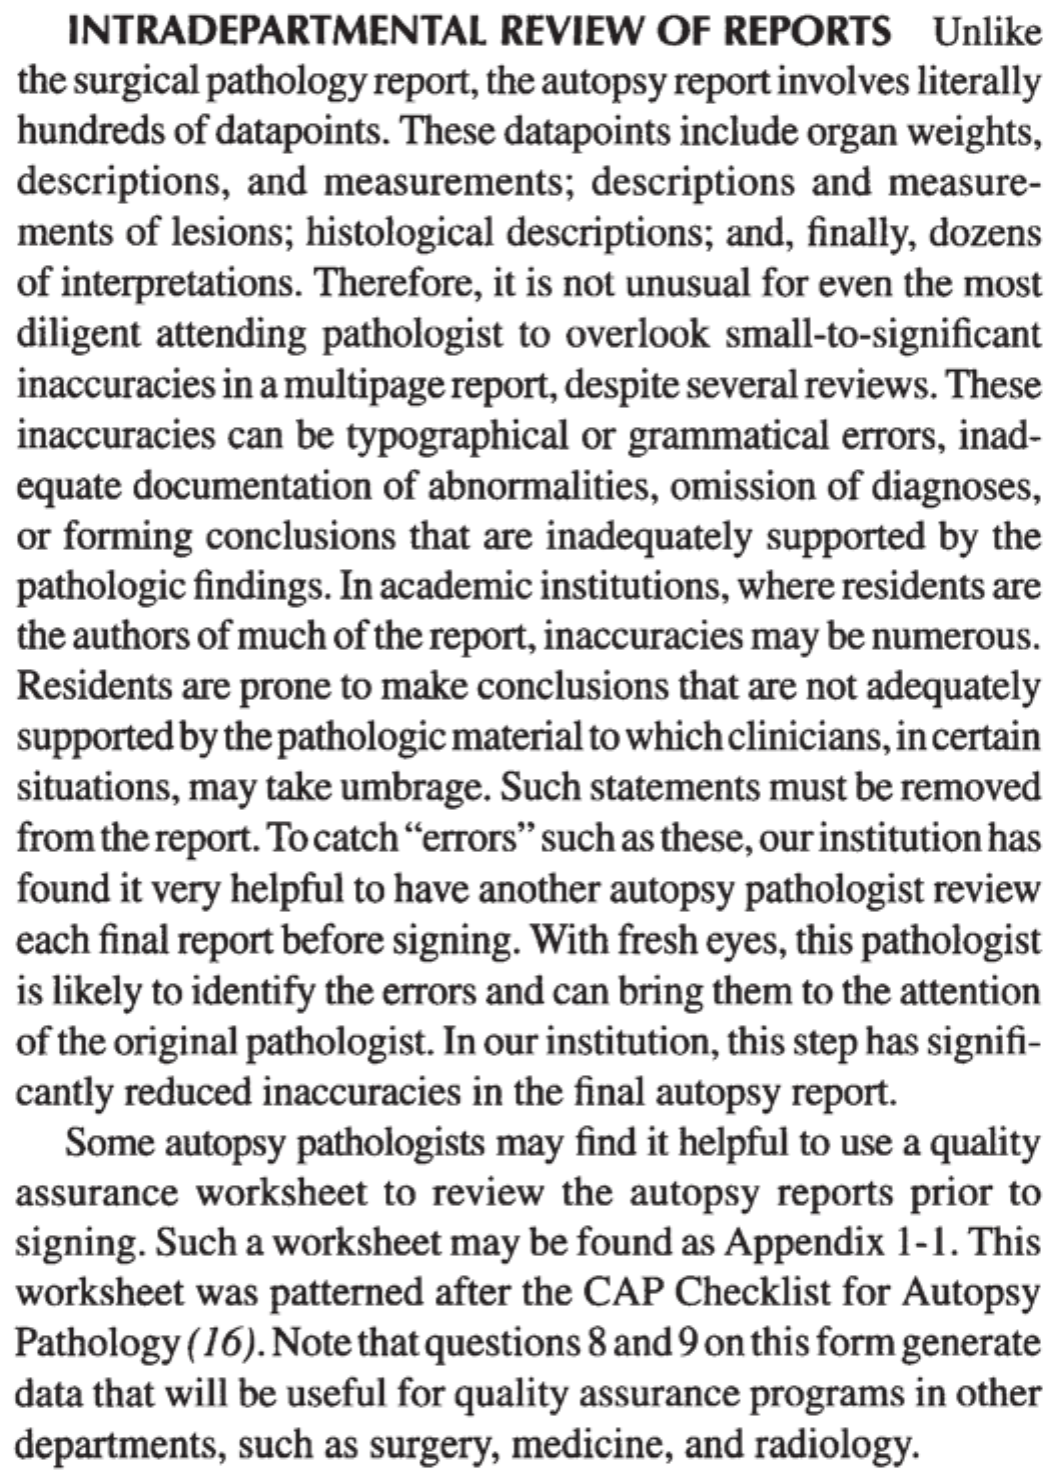 INTRADEPARTMENTAL REVIEW OF REPORTS Unlike
the surgical pathology report, the autopsy report involves literally
hundreds of datapoints. These datapoints include organ weights,
descriptions, and measurements; descriptions and measure-
ments of lesions; histological descriptions; and, finally, dozens
of interpretations. Therefore, it is not unusual for even the most
diligent attending pathologist to overlook small-to-significant
inaccuracies in a multipage report, despite several reviews. These
inaccuracies can be typographical or grammatical errors, inad-
equate documentation of abnormalities, omission of diagnoses,
or forming conclusions that are inadequately supported by the
pathologic findings. In academic institutions, where residents are
the authors of much of the report, inaccuracies may be numerous.
Residents are prone to make conclusions that are not adequately
supported by the pathologic material to which clinicians, in certain
situations, may take umbrage. Such statements must be removed
from the report. To catch “errors” such as these, our institution has
found it very helpful to have another autopsy pathologist review
each final report before signing. With fresh eyes, this pathologist
is likely to identify the errors and can bring them to the attention
of the original pathologist. In our institution, this step has signifi-
cantly reduced inaccuracies in the final autopsy report.
Some autopsy pathologists may find it helpful to use a quality
assurance worksheet to review the autopsy reports prior to
signing. Such a worksheet may be found as Appendix 1-1. This
worksheet was patterned after the CAP Checklist for Autopsy
Pathology (16). Note that questions 8 and 9 on this form generate
data that will be useful for quality assurance programs in other
departments, such as surgery, medicine, and radiology.